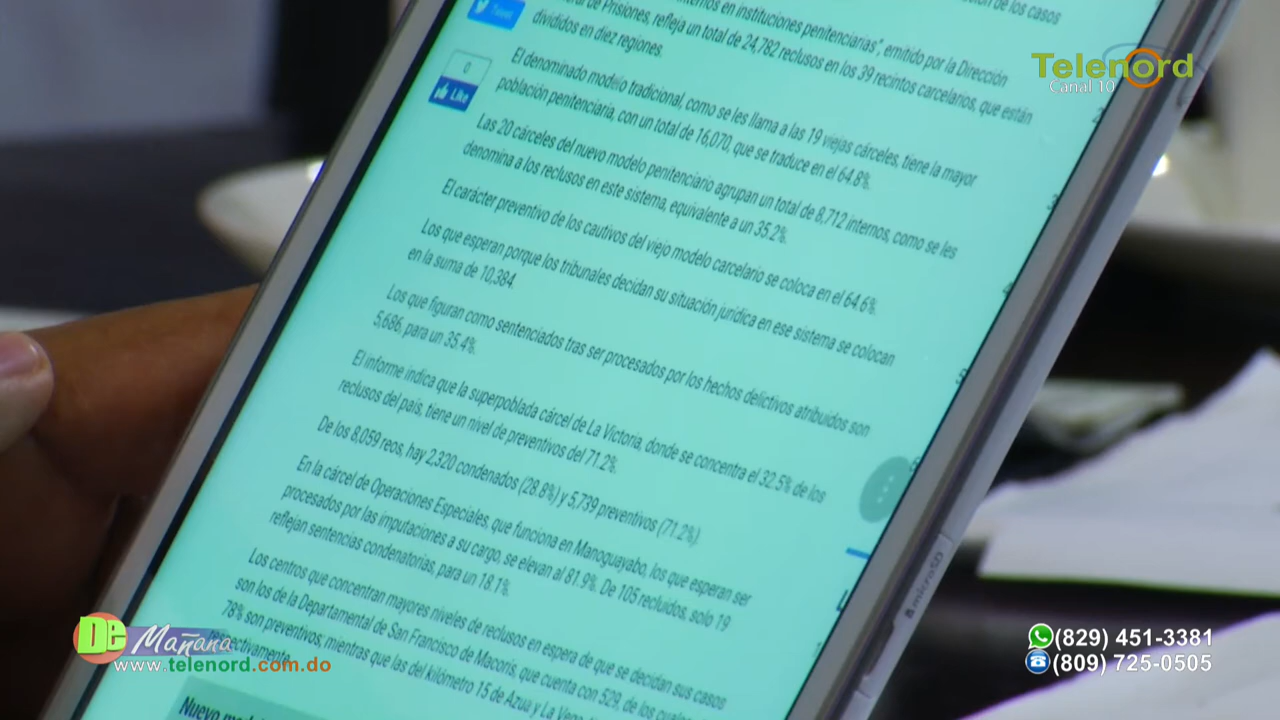 ción de los casos
ternos en instituciones penitenciarias", emitido por la Dirección
ral de Prisiones, refleja un total de 24,782 reclusos en los 39 recintos carcelarios, que están
divididos en diez regiones.
El denominado modelo tradicional, como se les llama a las 19 viejas cárceles, tiene la mayor
población penitenciaria, con un total de 16,070, que se traduce en el 64.8%.
Las 20 cárceles del nuevo modelo penitenciario agrupan un total de 8,712 internos, como se les
denomina a los reclusos en este sistema, equivalente a un 35.2%.
El carácter preventivo de los cautivos del viejo modelo carcelario se coloca en el 64.6%.
Los que esperan porque los tribunales decidan su situación jurídica en ese sistema se colocan
en la suma de 10,384.
Los que figuran como sentenciados tras ser procesados por los hechos delictivos atribuidos son
5,686, para un 35.4%.
El informe indica que la superpoblada cárcel de La Victoria, donde se concentra el 32.5% de los
reclusos del país, tiene un nivel de preventivos del 71.2%.
De los 8,059 reos, hay 2,320 condenados (28.8%) y 5,739 preventivos (71.2%)
En la cárcel de Operaciones Especiales, que funciona en Manoguayabo, los que esperan ser
procesados por las imputaciones a su cargo, se elevan al 81.9%. De 105 recluidos, solo 19
reflejan sentencias condenatorias, para un 18.1%.
Los centros que concentran mayores niveles de reclusos en espera de que se decidan sus casos
son los de la Departamental de San Francisco de Macorís, que cuenta con 529, de los cuales
78% son preventivos; mientras que las del kilómetro 15 de Azua y La Vega
ectivamente
Nuevo mod
Tweet
0
Like
microSD
Telenord
Canal 10
De Mañana
www.telenord.com.do
(829) 451-3381
(809) 725-0505